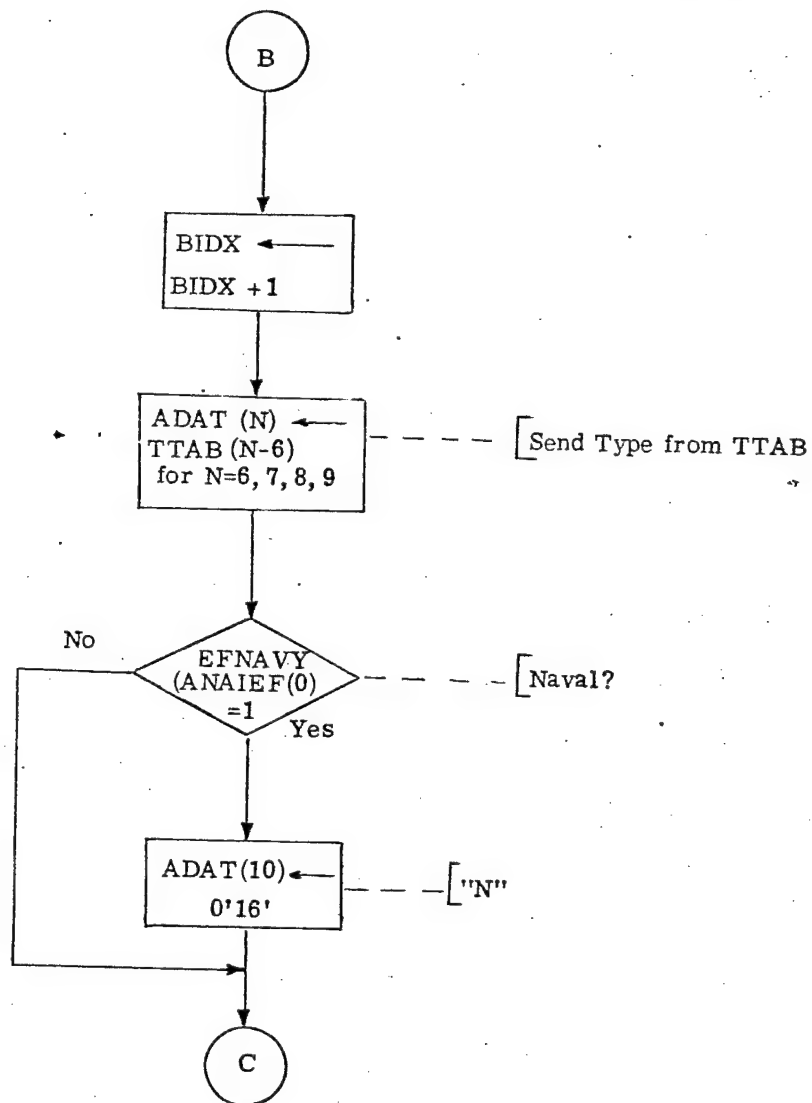 B
BIDX ←
BIDX +1
ADAT (N) ←
TTAB (N-6)
for N=6, 7, 8, 9
[Send Type from TTAB
No
EFNAVY
(ANAIEF(0)
=1
[Naval?
Yes
ADAT(10) ←
0'16'
["N"
C